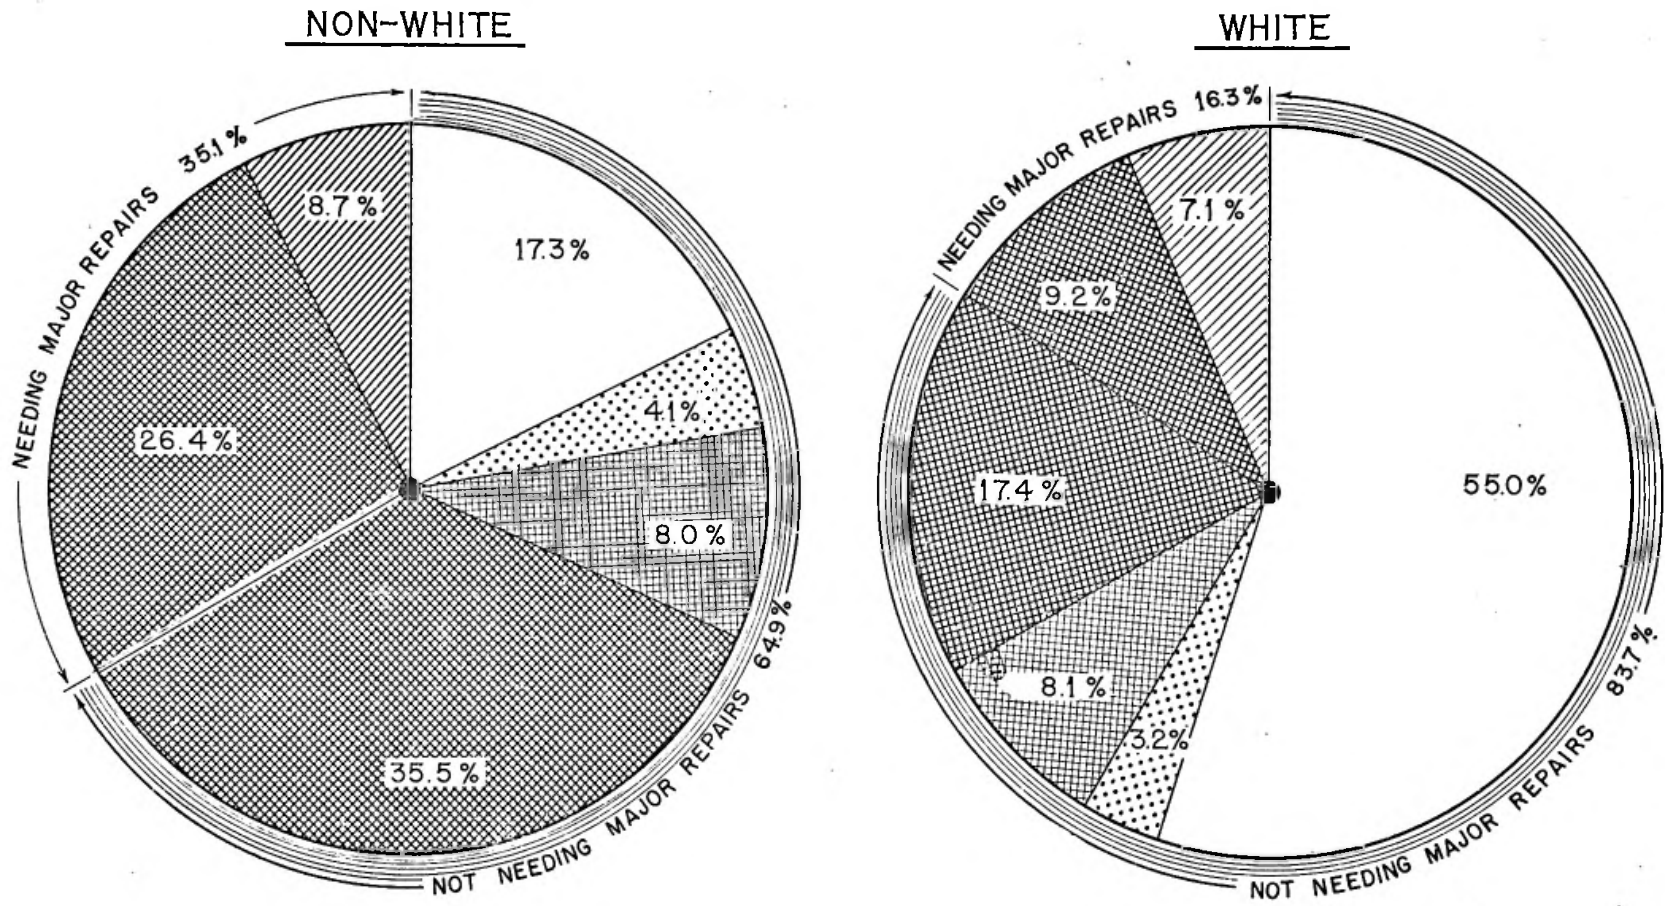 NON-WHITE
NEEDING MAJOR REPAIRS 35.1%
8.7%
17.3%
4.1%
26.4%
8.0%
35.5%
NOT NEEDING MAJOR REPAIRS 64.9%
WHITE
NEEDING MAJOR REPAIRS 16.3%
7.1%
9.2%
17.4%
55.0%
8.1%
3.2%
NOT NEEDING MAJOR REPAIRS 83.7%